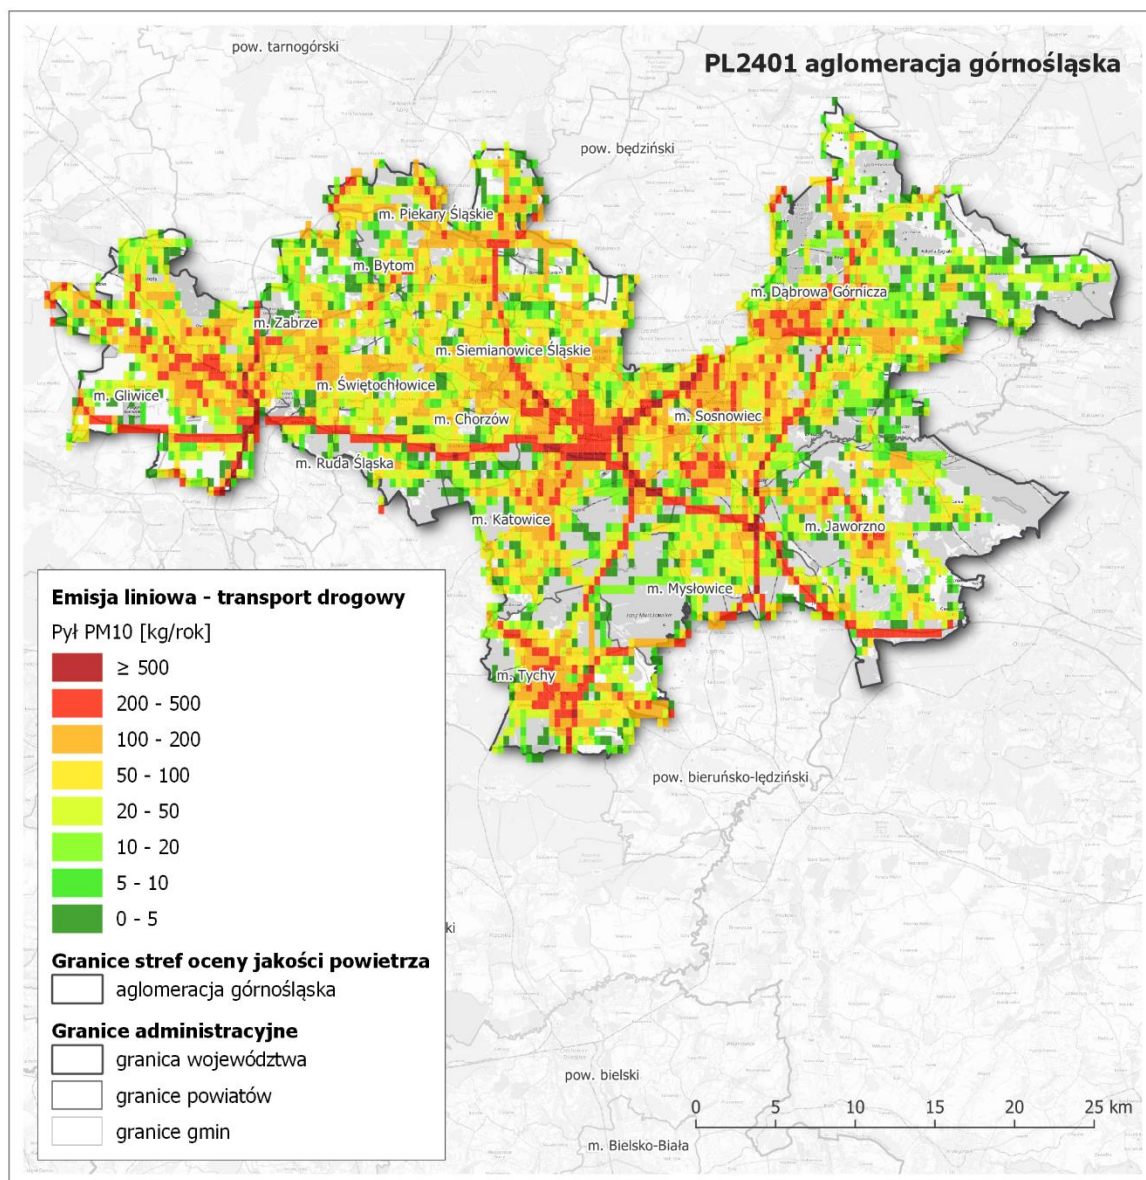 pow. tarnogórski
PL2401 aglomeracja górnośląska
pow. będziński
m. Piekary Śląskie
m. Bytom
m. Dąbrowa Górnicza
m. Zabrze
m. Siemianowice Śląskie
m. Świętochłowice
m. Gliwice
m. Chorzów
m. Sosnowiec
m. Ruda Śląska
m. Katowice
m. Jaworzno
m. Mysłowice
m. Tychy
pow. bieruńsko-lędziński
Emisja liniowa - transport drogowy
Pył PM10 [kg/rok]
≥ 500
200 - 500
100 - 200
50 - 100
20 - 50
10 - 20
5 - 10
0 - 5
ki
Granice stref oceny jakości powietrza
aglomeracja górnośląska
Granice administracyjne
granica województwa
granice powiatów
granice gmin
pow. bielski
0 5 10 15 20 25 km
m. Bielsko-Biała